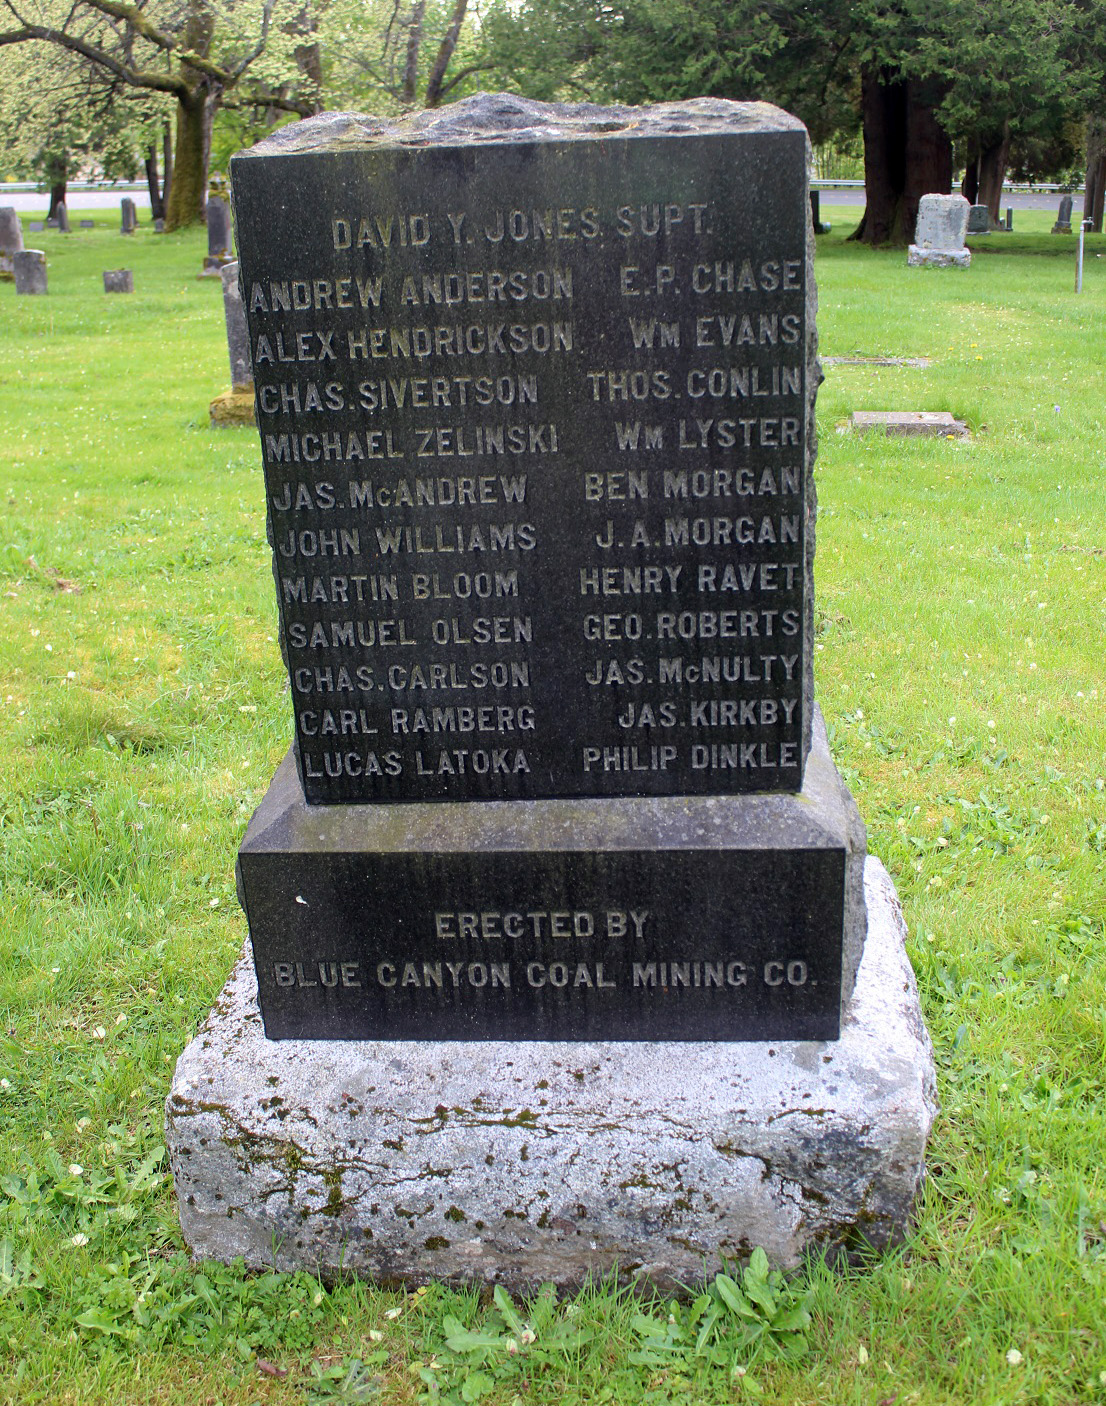 DAVID Y. JONES, SUPT.
ANDREW ANDERSON E.P. CHASE
ALEX HENDRICKSON WM EVANS
CHAS. SIVERTSON THOS. CONLIN
MICHAEL ZELINSKI WM LYSTER
JAS. McANDREW BEN MORGAN
JOHN WILLIAMS J.A. MORGAN
MARTIN BLOOM HENRY RAVET
SAMUEL OLSEN GEO. ROBERTS
CHAS. CARLSON JAS. McNULTY
CARL RAMBERG JAS. KIRKBY
LUCAS LATOKA PHILIP DINKLE
ERECTED BY
BLUE CANYON COAL MINING CO.